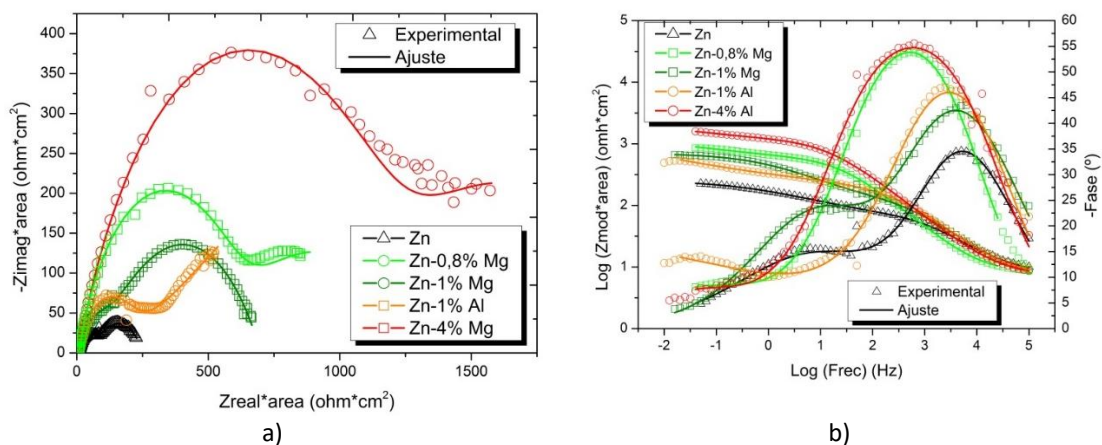 400
350
300
250
200
150
100
50
0
-Zimag*area (ohm*cm2)
Experimental
Ajuste
Zn
Zn-0,8% Mg
Zn-1% Mg
Zn-1% Al
Zn-4% Mg
0 500 1000 1500
Zreal*area (ohm*cm2)
a)
5
4
3
2
1
0
Log (Zmod*area) (omh*cm2)
Zn
Zn-0,8% Mg
Zn-1% Mg
Zn-1% Al
Zn-4% Al
Experimental
Ajuste
60
55
50
45
40
35
30
25
20
15
10
5
0
-Fase (º)
-2 -1 0 1 2 3 4 5
Log (Frec) (Hz)
b)